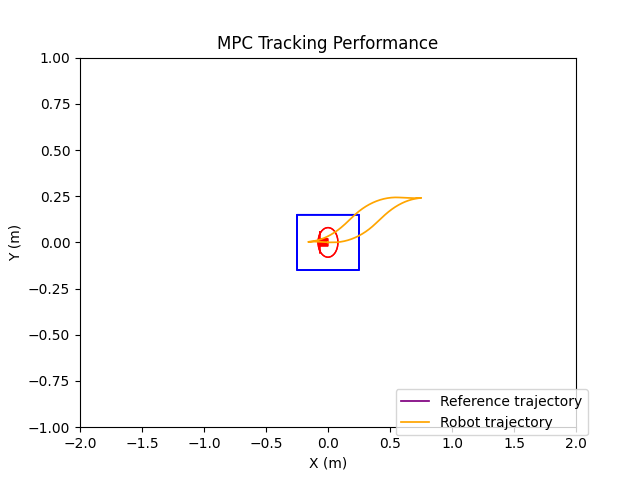 MPC Tracking Performance
1.00
0.75
0.50
0.25
0.00
−0.25
−0.50
−0.75
−1.00
Y (m)
−2.0 −1.5 −1.0 −0.5 0.0 0.5 1.0 1.5 2.0
X (m)
Reference trajectory
Robot trajectory